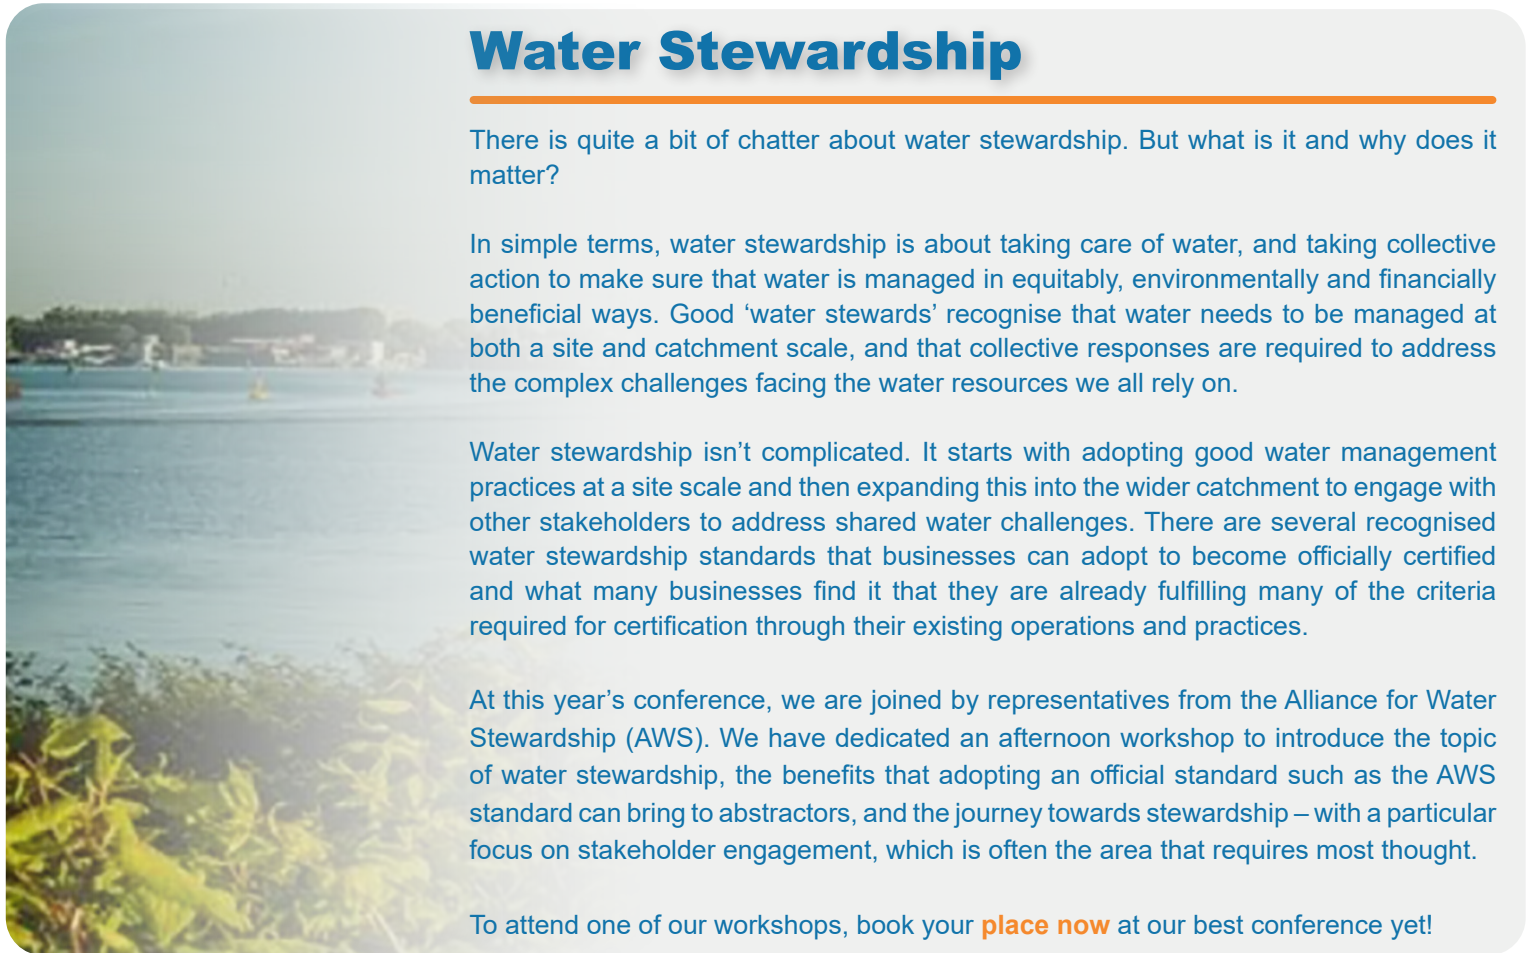 Water Stewardship
There is quite a bit of chatter about water stewardship. But what is it and why does it
matter?
In simple terms, water stewardship is about taking care of water, and taking collective
action to make sure that water is managed in equitably, environmentally and financially
beneficial ways. Good ‘water stewards’ recognise that water needs to be managed at
both a site and catchment scale, and that collective responses are required to address
the complex challenges facing the water resources we all rely on.
Water stewardship isn’t complicated. It starts with adopting good water management
practices at a site scale and then expanding this into the wider catchment to engage with
other stakeholders to address shared water challenges. There are several recognised
water stewardship standards that businesses can adopt to become officially certified
and what many businesses find it that they are already fulfilling many of the criteria
required for certification through their existing operations and practices.
At this year’s conference, we are joined by representatives from the Alliance for Water
Stewardship (AWS). We have dedicated an afternoon workshop to introduce the topic
of water stewardship, the benefits that adopting an official standard such as the AWS
standard can bring to abstractors, and the journey towards stewardship – with a particular
focus on stakeholder engagement, which is often the area that requires most thought.
To attend one of our workshops, book your place now at our best conference yet!